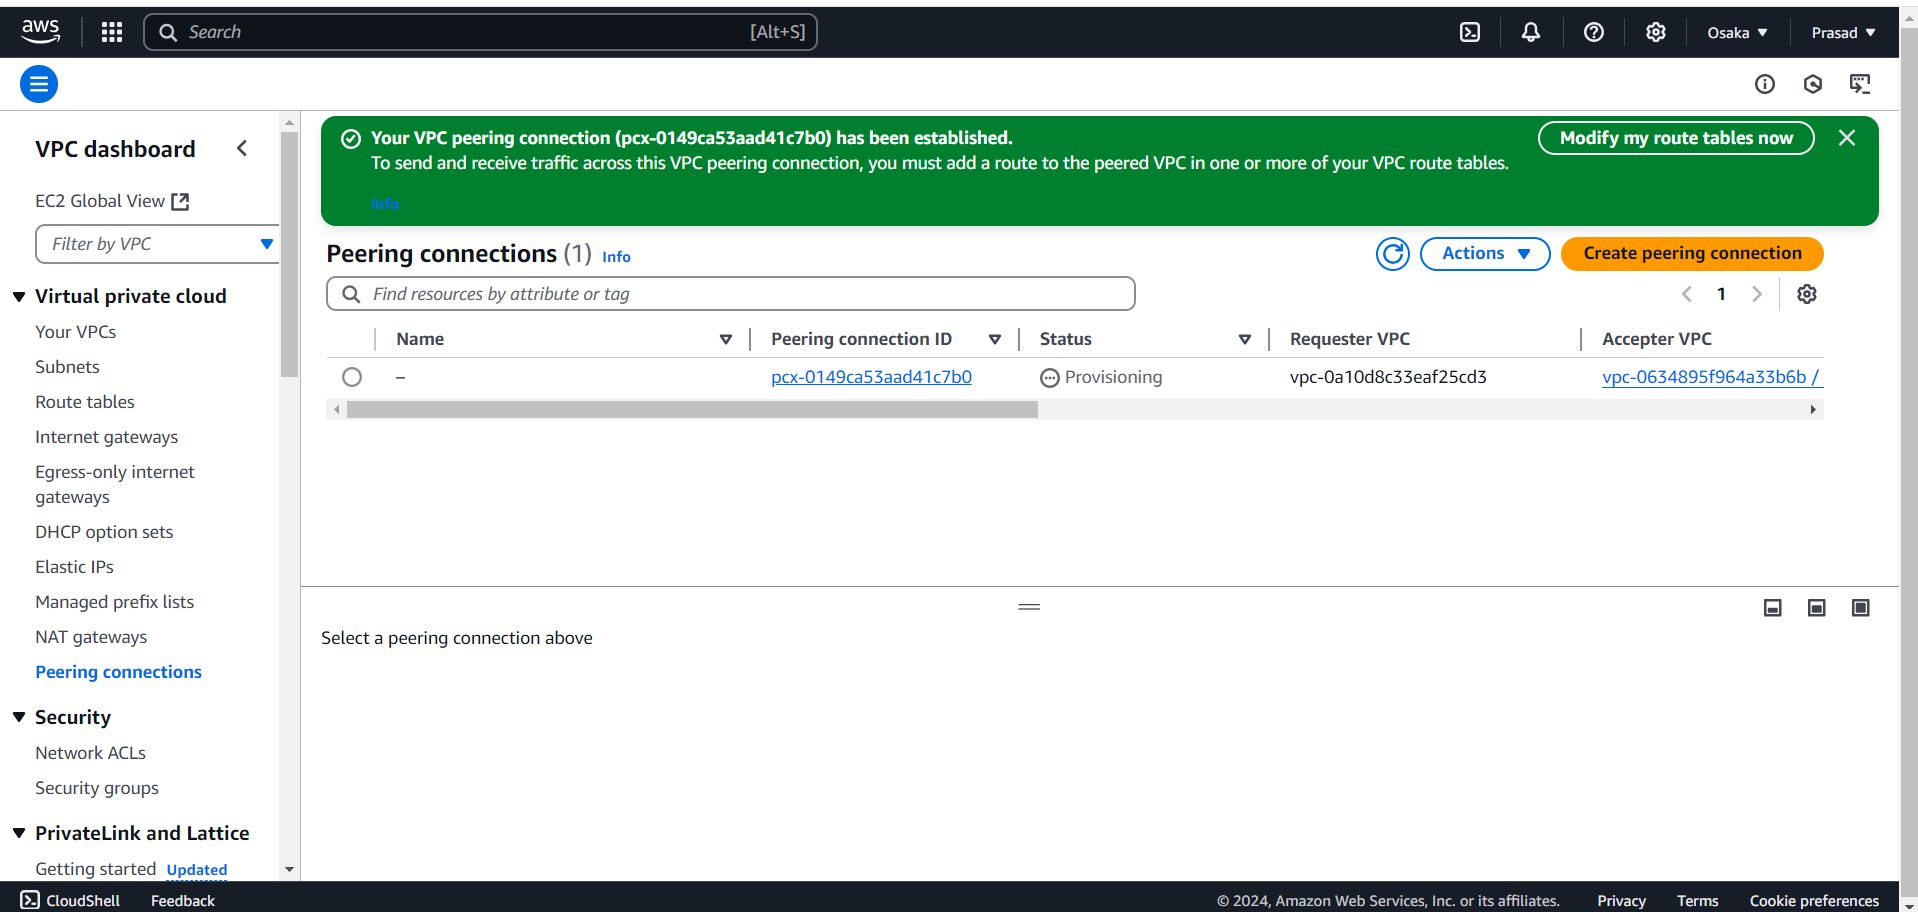 aws
Search
[Alt+S]
Osaka
Prasad
VPC dashboard
EC2 Global View
Filter by VPC
Virtual private cloud
Your VPCs
Subnets
Route tables
Internet gateways
Egress-only internet
gateways
DHCP option sets
Elastic IPs
Managed prefix lists
NAT gateways
Peering connections
Security
Network ACLs
Security groups
PrivateLink and Lattice
Getting started Updated
Your VPC peering connection (pcx-0149ca53aad41c7b0) has been established.
To send and receive traffic across this VPC peering connection, you must add a route to the peered VPC in one or more of your VPC route tables.
Info
Modify my route tables now
Peering connections (1) Info
Actions
Create peering connection
Find resources by attribute or tag
1
Name Peering connection ID Status Requester VPC Accepter VPC
– pcx-0149ca53aad41c7b0 Provisioning vpc-0a10d8c33eaf25cd3 vpc-0634895f964a33b6b /
Select a peering connection above
CloudShell Feedback © 2024, Amazon Web Services, Inc. or its affiliates. Privacy Terms Cookie preferences